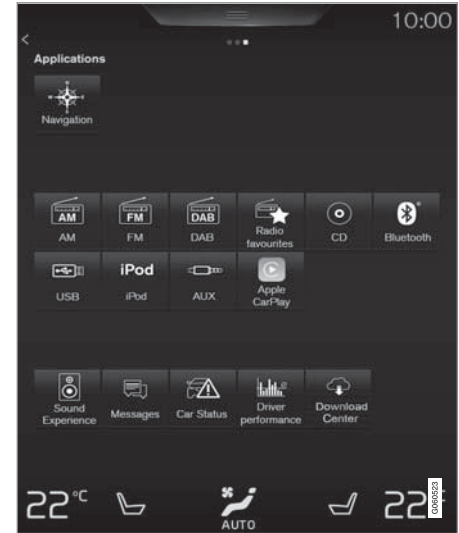 10:00
Applications
Navigation
AM FM DAB
AM FM DAB Radio favourites CD Bluetooth
iPod
USB iPod AUX Apple CarPlay
Sound Experience Messages Car Status Driver performance Download Center
22°C 22
AUTO
G060523